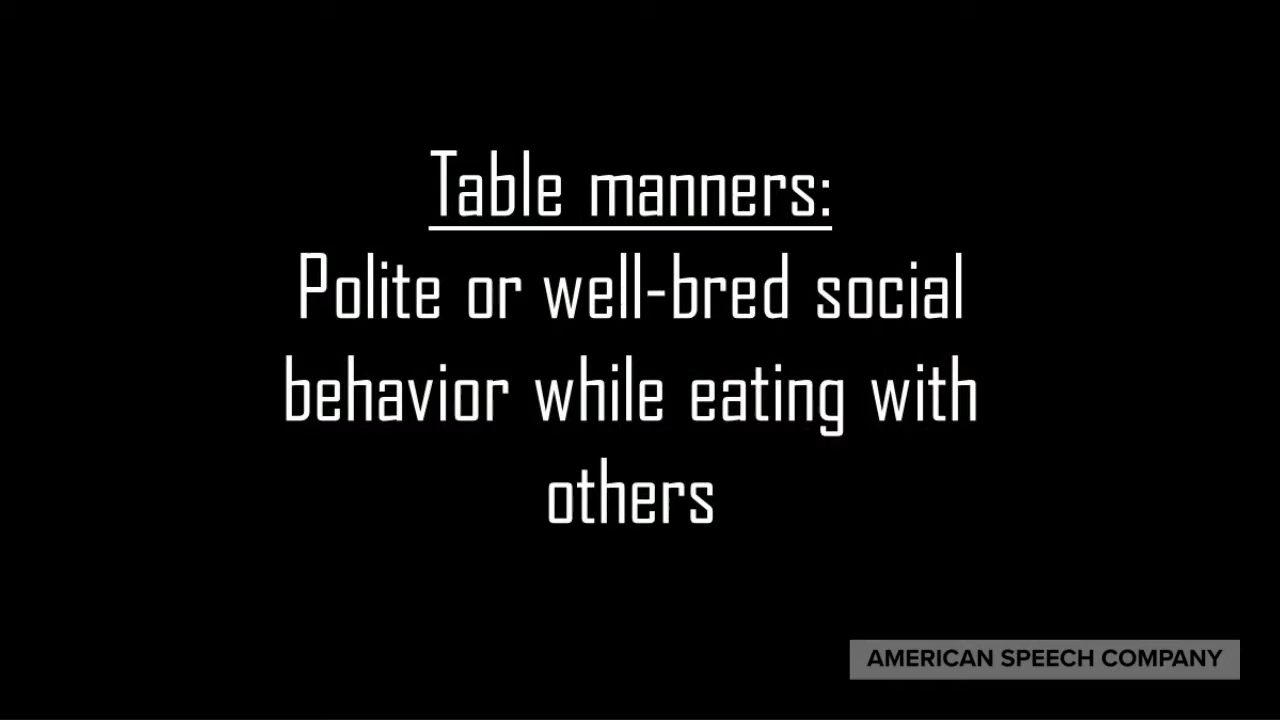 Table manners:
Polite or well-bred social
behavior while eating with
others
AMERICAN SPEECH COMPANY